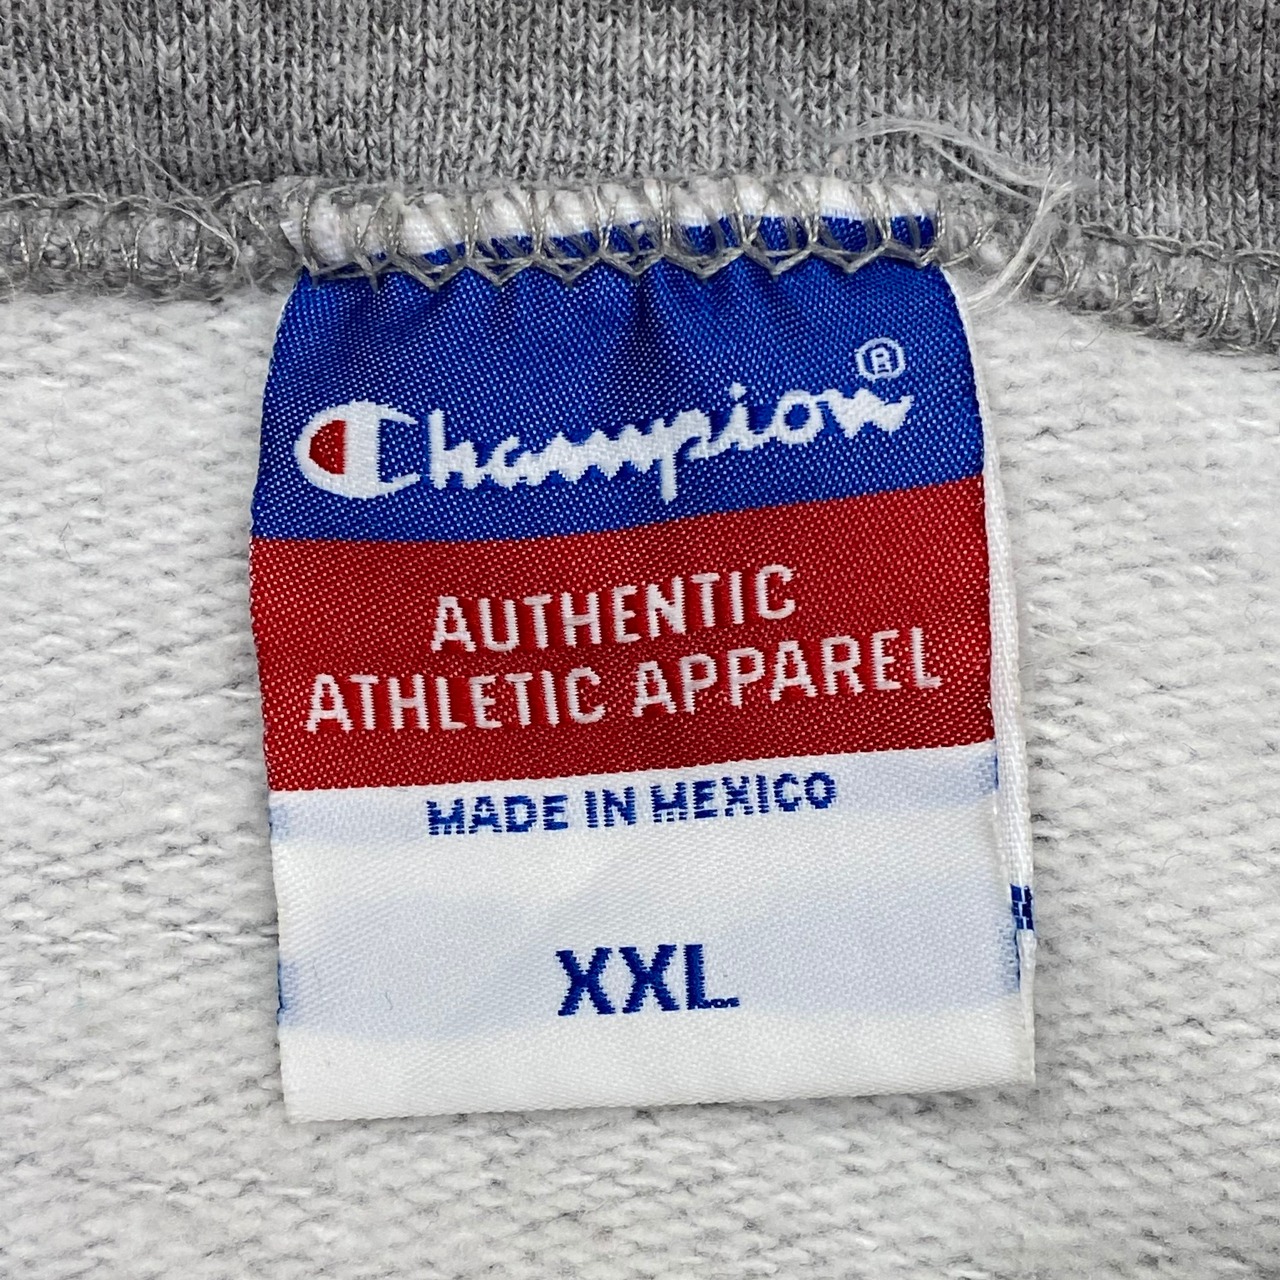 Champion®
AUTHENTIC
ATHLETIC APPAREL
MADE IN MEXICO
XXL